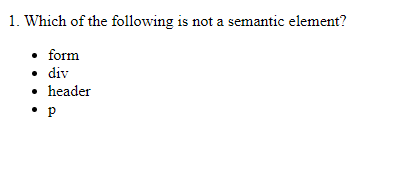 1. Which of the following is not a semantic element?
• form
• div
• header
• p